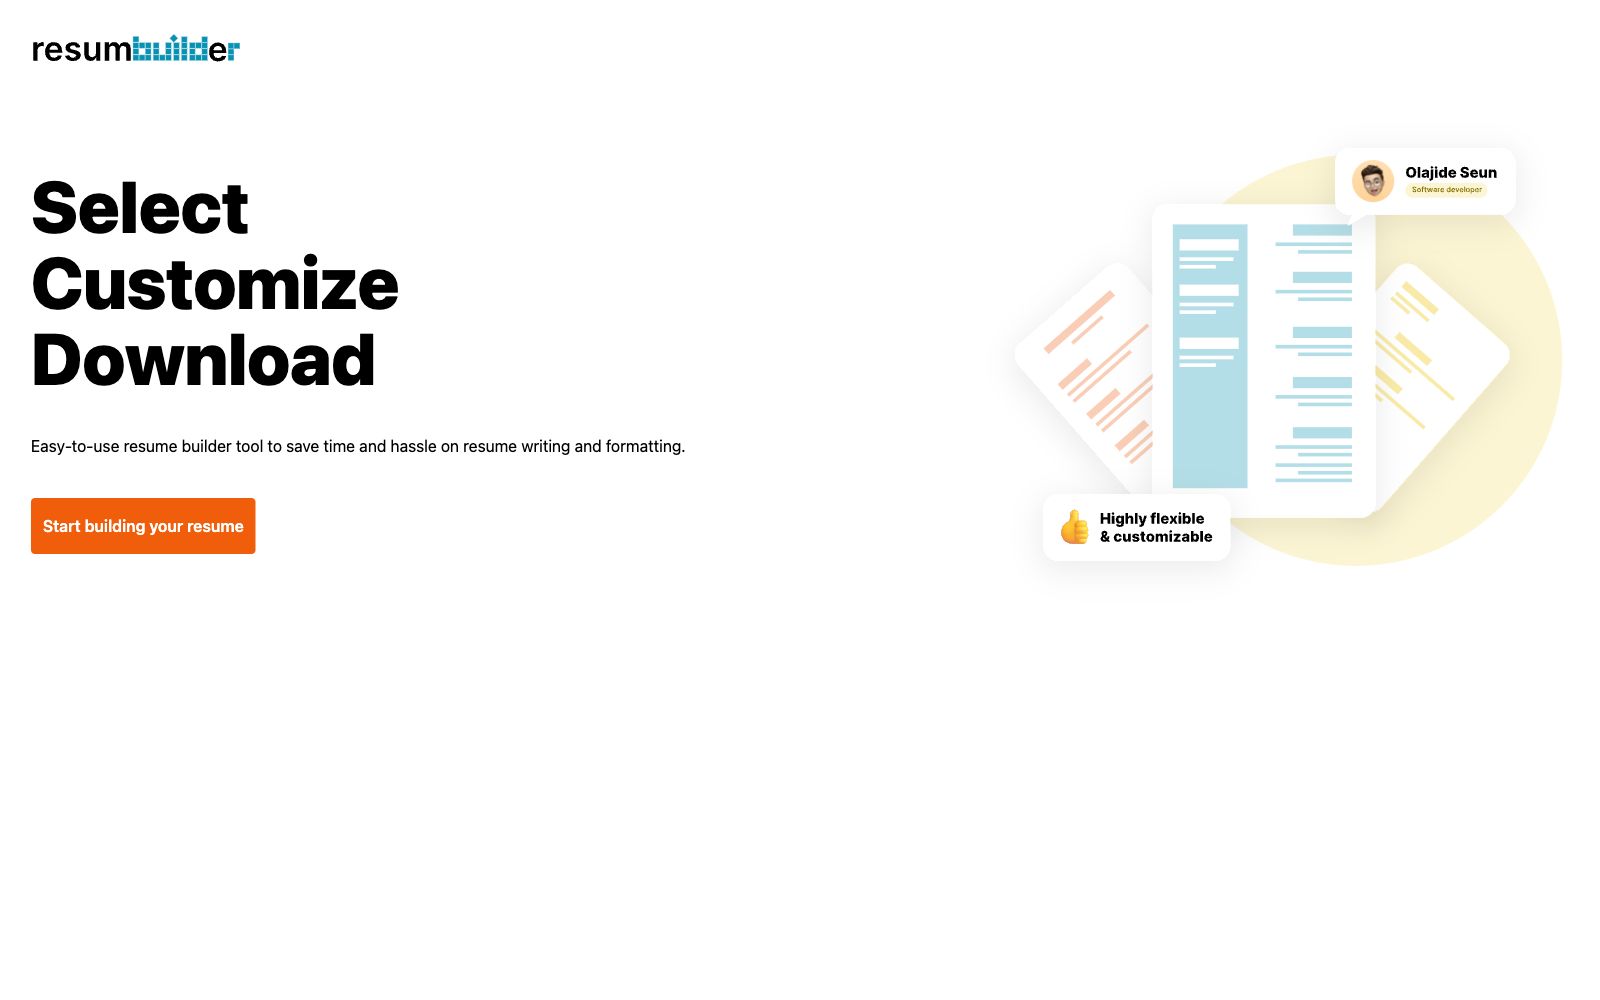 resumbuilder
Select
Customize
Download
Easy-to-use resume builder tool to save time and hassle on resume writing and formatting.
Start building your resume
Olajide Seun
Software developer
Highly flexible
& customizable